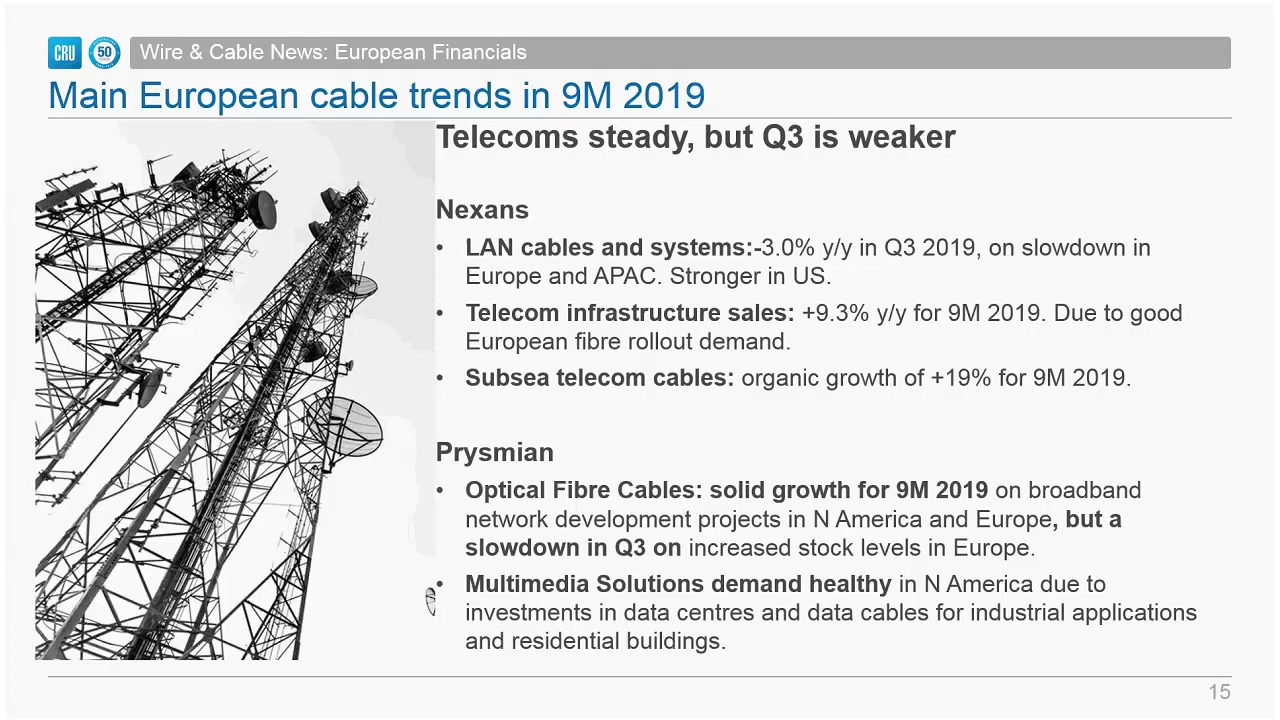 CRU
50
Wire & Cable News: European Financials
Main European cable trends in 9M 2019
Telecoms steady, but Q3 is weaker
Nexans
• LAN cables and systems:-3.0% y/y in Q3 2019, on slowdown in
Europe and APAC. Stronger in US.
• Telecom infrastructure sales: +9.3% y/y for 9M 2019. Due to good
European fibre rollout demand.
• Subsea telecom cables: organic growth of +19% for 9M 2019.
Prysmian
• Optical Fibre Cables: solid growth for 9M 2019 on broadband
network development projects in N America and Europe, but a
slowdown in Q3 on increased stock levels in Europe.
• Multimedia Solutions demand healthy in N America due to
investments in data centres and data cables for industrial applications
and residential buildings.
15